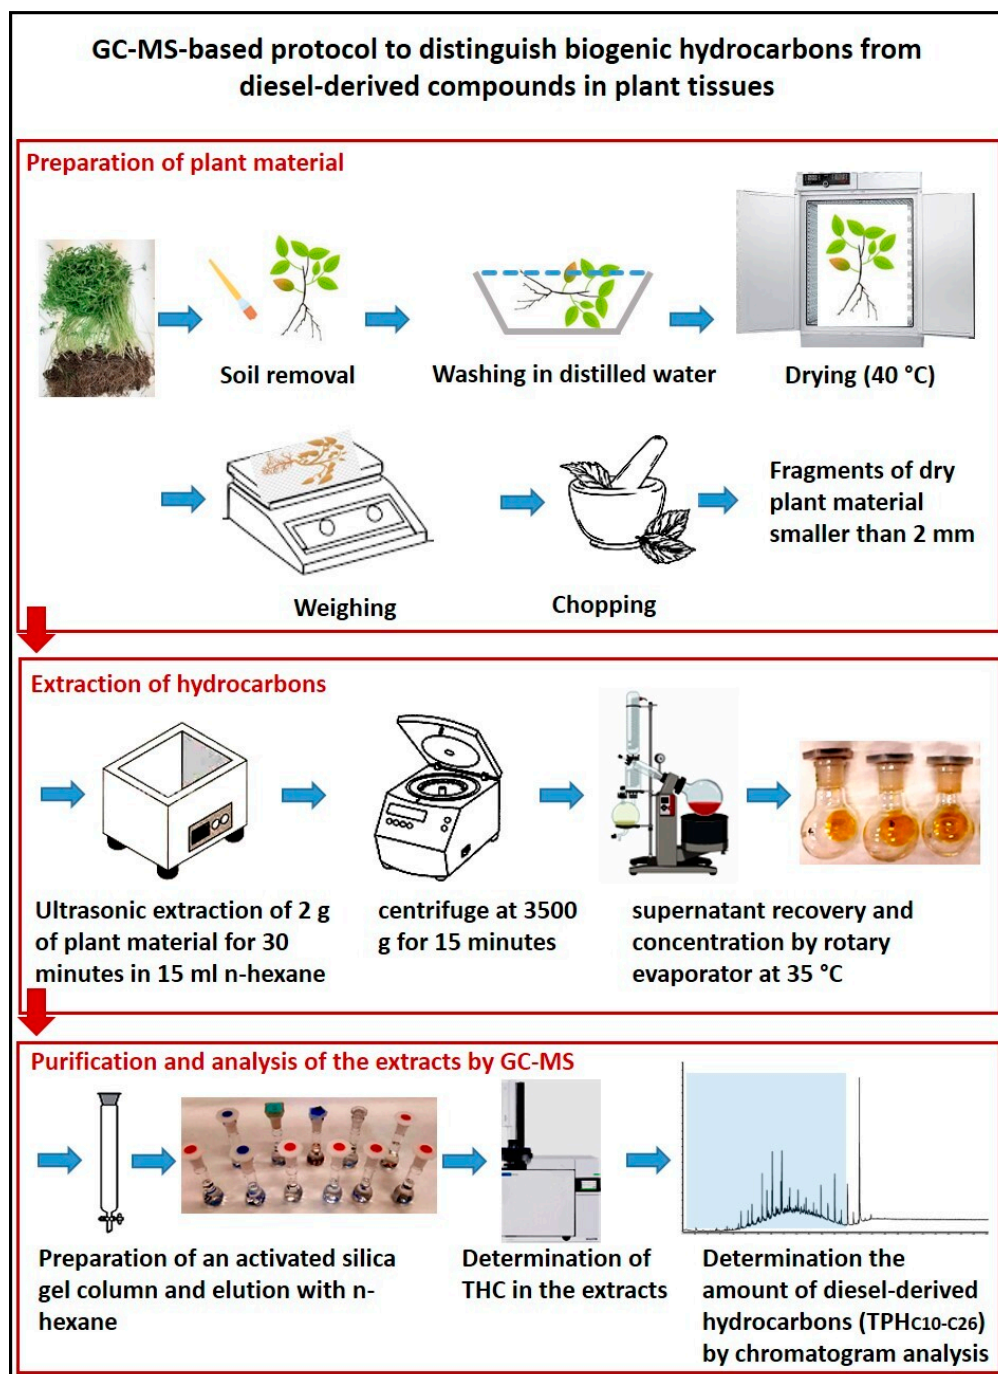 GC-MS-based protocol to distinguish biogenic hydrocarbons from
diesel-derived compounds in plant tissues
Preparation of plant material
Soil removal
Washing in distilled water
Drying (40 °C)
Weighing
Chopping
Fragments of dry
plant material
smaller than 2 mm
Extraction of hydrocarbons
Ultrasonic extraction of 2 g
of plant material for 30
minutes in 15 ml n-hexane
centrifuge at 3500
g for 15 minutes
supernatant recovery and
concentration by rotary
evaporator at 35 °C
Purification and analysis of the extracts by GC-MS
Preparation of an activated silica
gel column and elution with n-
hexane
Determination of
THC in the extracts
Determination the
amount of diesel-derived
hydrocarbons (TPHC10-C26)
by chromatogram analysis